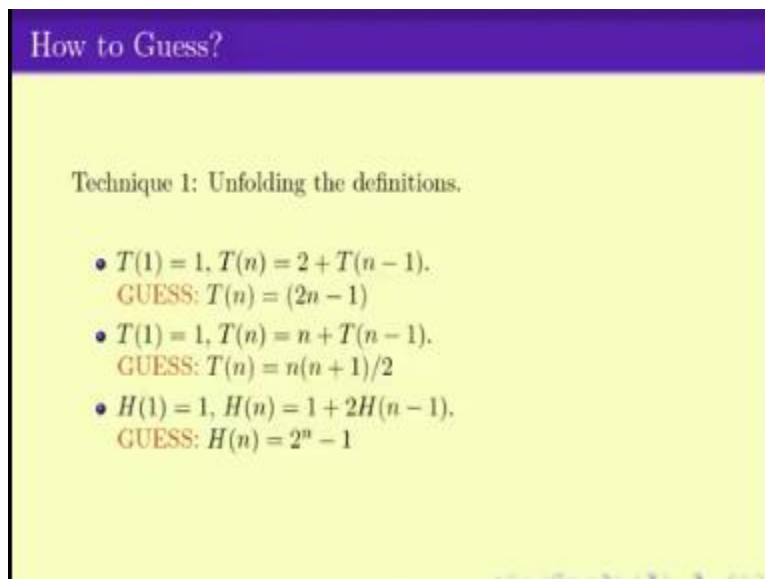 How to Guess?
Technique 1: Unfolding the definitions.
• T(1) = 1, T(n) = 2 + T(n − 1).
GUESS: T(n) = (2n − 1)
• T(1) = 1, T(n) = n + T(n − 1).
GUESS: T(n) = n(n + 1)/2
• H(1) = 1, H(n) = 1 + 2H(n − 1).
GUESS: H(n) = 2ⁿ − 1